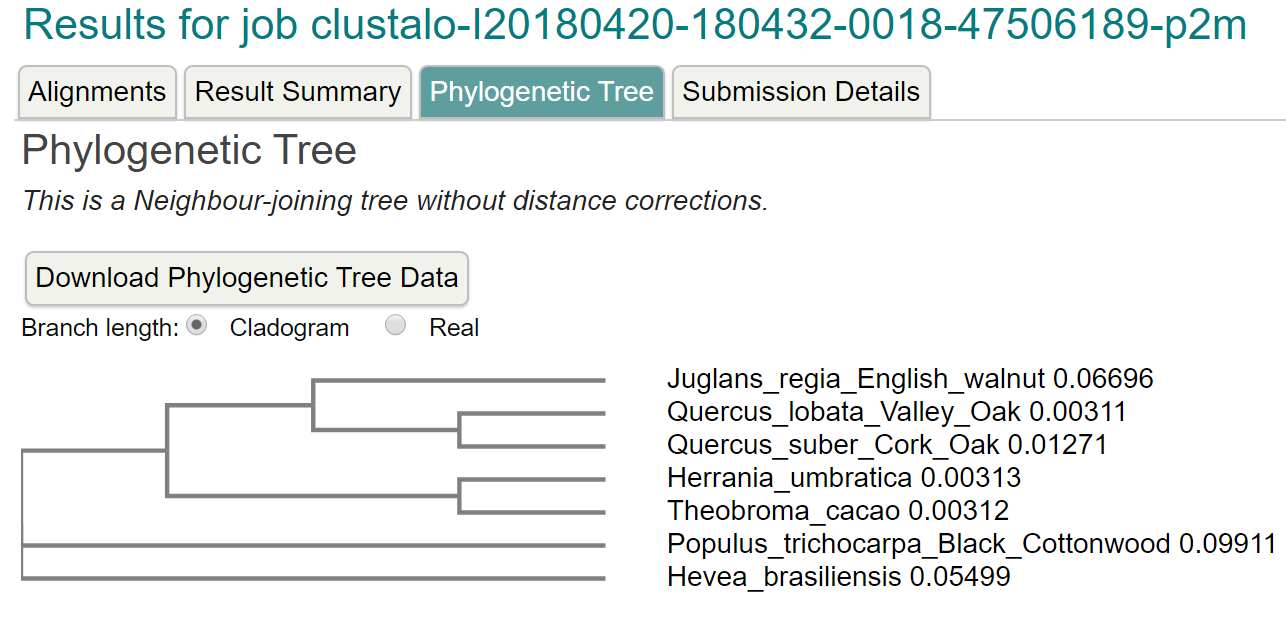 Results for job clustalo-I20180420-180432-0018-47506189-p2m
Alignments Result Summary Phylogenetic Tree Submission Details
Phylogenetic Tree
This is a Neighbour-joining tree without distance corrections.
Download Phylogenetic Tree Data
Branch length: Cladogram Real
Juglans_regia_English_walnut 0.06696
Quercus_lobata_Valley_Oak 0.00311
Quercus_suber_Cork_Oak 0.01271
Herrania_umbratica 0.00313
Theobroma_cacao 0.00312
Populus_trichocarpa_Black_Cottonwood 0.09911
Hevea_brasiliensis 0.05499